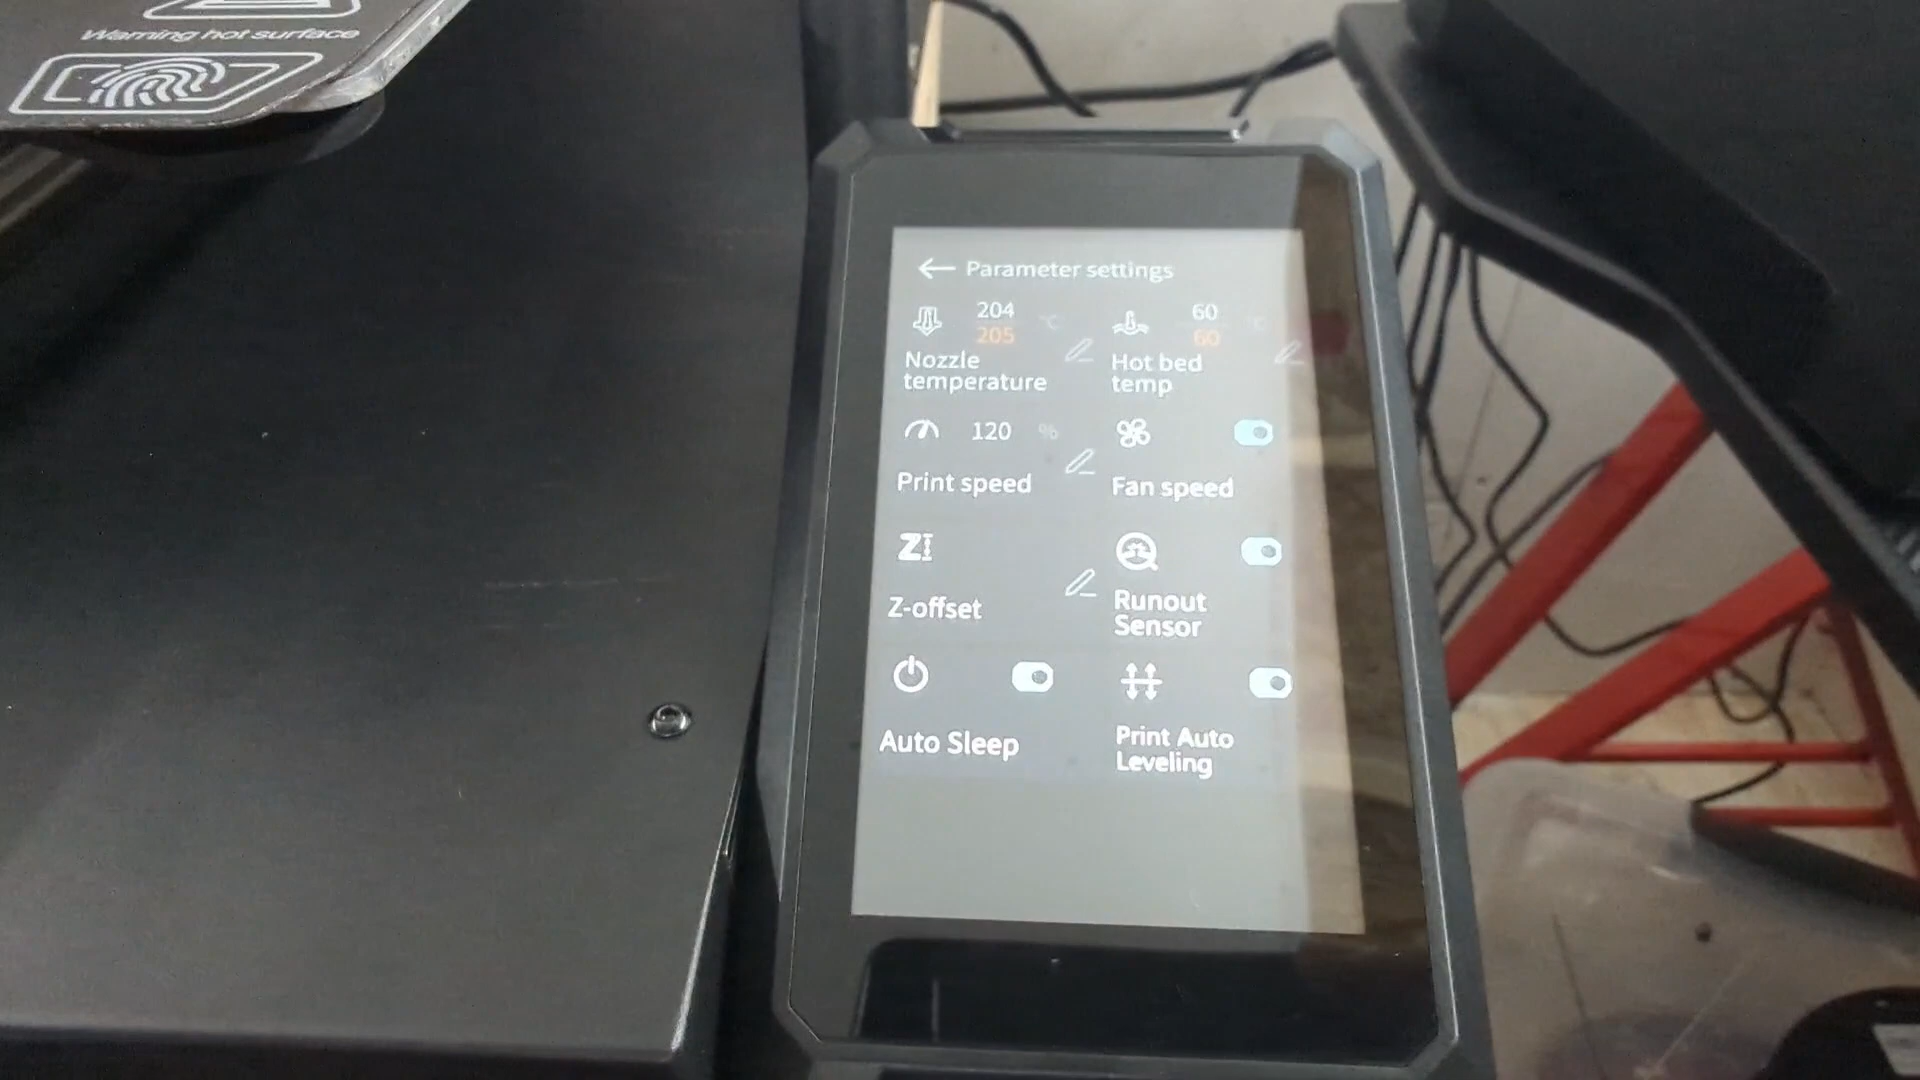 Warning hot surface
Parameter settings
204
205 °C
Nozzle
temperature
60
60 °C
Hot bed
temp
120 %
Print speed
Fan speed
Z
Z-offset
Runout
Sensor
Auto Sleep
Print Auto
Leveling